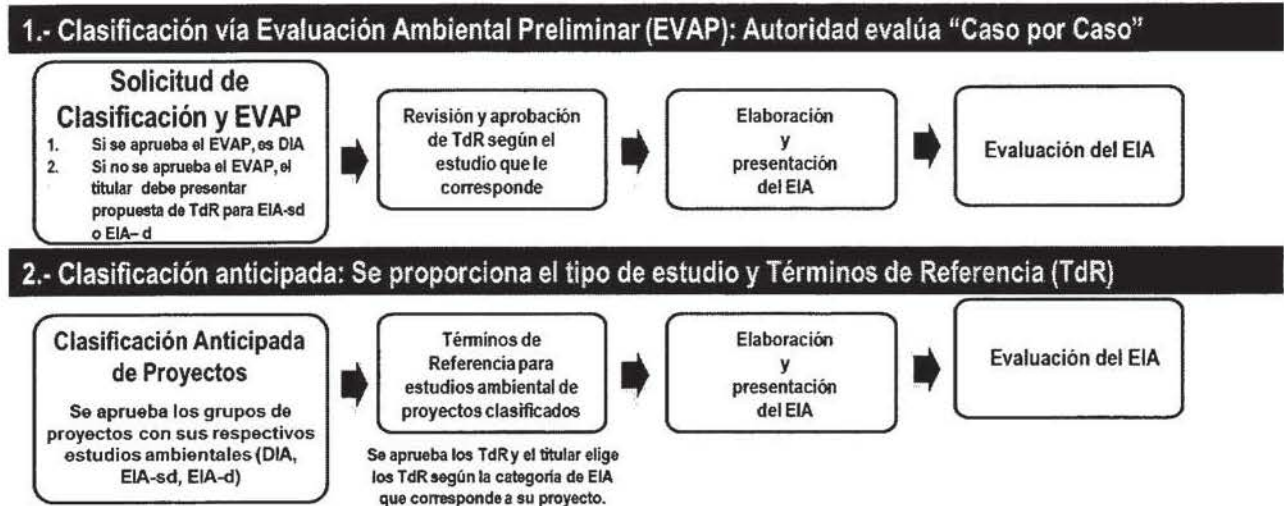 1.- Clasificación vía Evaluación Ambiental Preliminar (EVAP): Autoridad evalúa “Caso por Caso”
Solicitud de
Clasificación y EVAP
1. Si se aprueba el EVAP, es DIA
2. Si no se aprueba el EVAP, el
titular debe presentar
propuesta de TdR para EIA-sd
o EIA– d
Revisión y aprobación
de TdR según el
estudio que le
corresponde
Elaboración
y
presentación
del EIA
Evaluación del EIA
2.- Clasificación anticipada: Se proporciona el tipo de estudio y Términos de Referencia (TdR)
Clasificación Anticipada
de Proyectos
Se aprueba los grupos de
proyectos con sus respectivos
estudios ambientales (DIA,
EIA-sd, EIA-d)
Términos de
Referencia para
estudios ambiental de
proyectos clasificados
Se aprueba los TdR y el titular elige
los TdR según la categoría de EIA
que corresponde a su proyecto.
Elaboración
y
presentación
del EIA
Evaluación del EIA